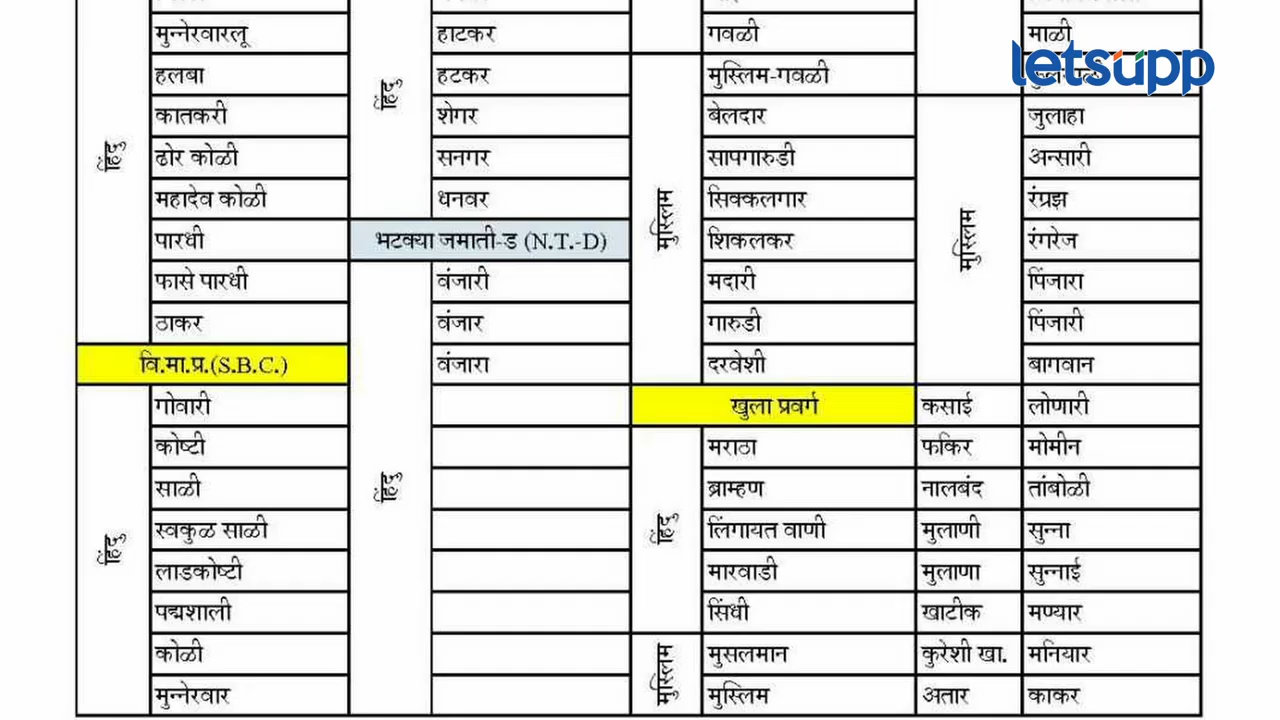 मुन्नेरवारलू हाटकर गवळी माळी
letsupp
हलबा हटकर मुस्लिम-गवळी
हिंदु
कातकरी शेगर बेलदार जुलाहा
हिंदु
ढोर कोळी सनगर सापगारुडी अन्सारी
महादेव कोळी धनवर सिक्कलगार रंप्रझ
मुस्लिम
मुस्लिम
पारधी भटक्या जमाती-ड (N.T.-D) शिकलकर रंगरेज
फासे पारधी वंजारी मदारी पिंजारा
ठाकर वंजार गारुडी पिंजारी
वि.मा.प्र.(S.B.C.) वंजारा दरवेशी बागवान
गोवारी खुला प्रवर्ग कसाई लोणारी
कोष्टी मराठा फकिर मोमीन
साळी हिंदु ब्राम्हण नालबंद तांबोळी
स्वकुळ साळी हिंदु लिंगायत वाणी मुलाणी सुन्ना
हिंदु
लाडकोष्टी मारवाडी मुलाणा सुन्नाई
पद्मशाली सिंधी खाटीक मण्यार
कोळी मुसलमान कुरेशी खा. मनियार
मुस्लिम
मुन्नेरवार मुस्लिम अतार काकर